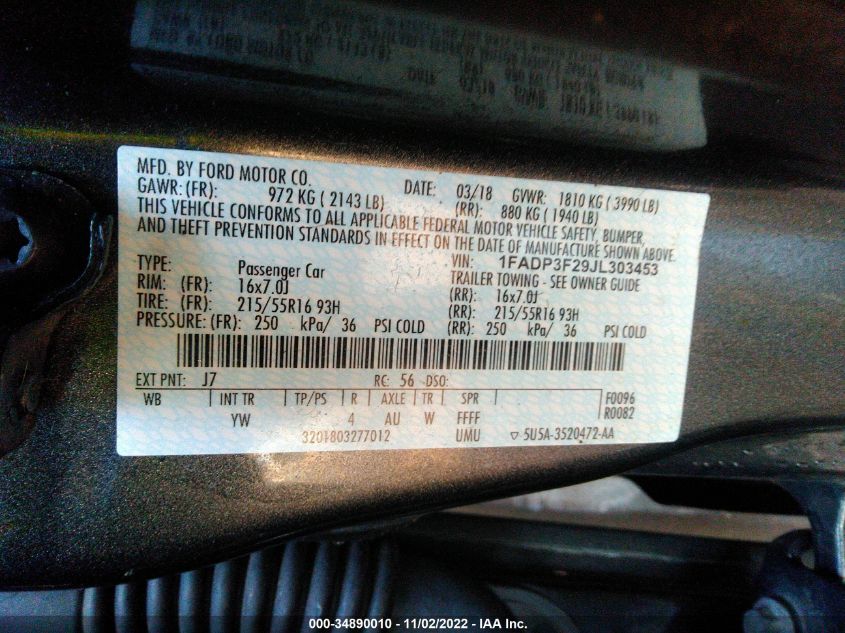 MFD. BY FORD MOTOR CO. DATE: 03/18 GVWR: 1810 KG ( 3990 LB)
GAWR: (FR): 972 KG ( 2143 LB) (RR): 880 KG ( 1940 LB)
THIS VEHICLE CONFORMS TO ALL APPLICABLE FEDERAL MOTOR VEHICLE SAFETY, BUMPER,
AND THEFT PREVENTION STANDARDS IN EFFECT ON THE DATE OF MANUFACTURE SHOWN ABOVE.
VIN: 1FADP3F29JL303453
TYPE: Passenger Car TRAILER TOWING - SEE OWNER GUIDE
RIM: (FR): 16x7.0J (RR): 16x7.0J
TIRE: (FR): 215/55R16 93H (RR): 215/55R16 93H
PRESSURE: (FR): 250 kPa/ 36 PSI COLD (RR): 250 kPa/ 36 PSI COLD
EXT PNT: J7 RC: 56 DSO:
WB INT TR TP/PS R AXLE TR SPR F0096
YW 4 AU W FFFF R0082
3201803277012 UMU 5U5A-3520472-AA
000-34890010 - 11/02/2022 - IAA Inc.